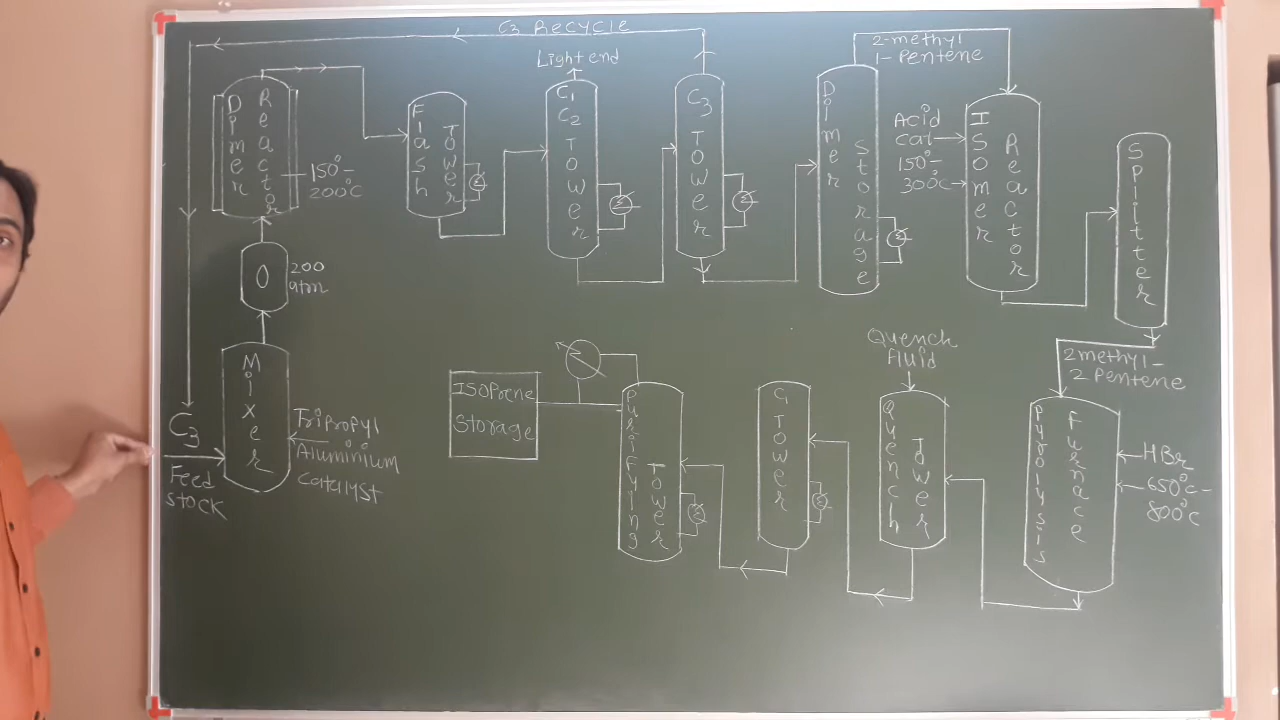 C3 Recycle
Light end
2-methyl
1-Pentene
Dimer
Reactor
150°-
200°C
Flash
Tower
C1
C2
Tower
C3
Tower
Dimer
Storage
Acid
cat
150°-
300°C
Isomer
Reactor
Splitter
200
atm
Mixer
C3
Feed
stock
Tripropyl
Aluminium
catalyst
Isoprene
Storage
Purifying
Tower
G
Tower
Quench
fluid
Quench
Tower
2methyl-
2 Pentene
Pyrolysis
Furnace
HBr
650°C-
800°C